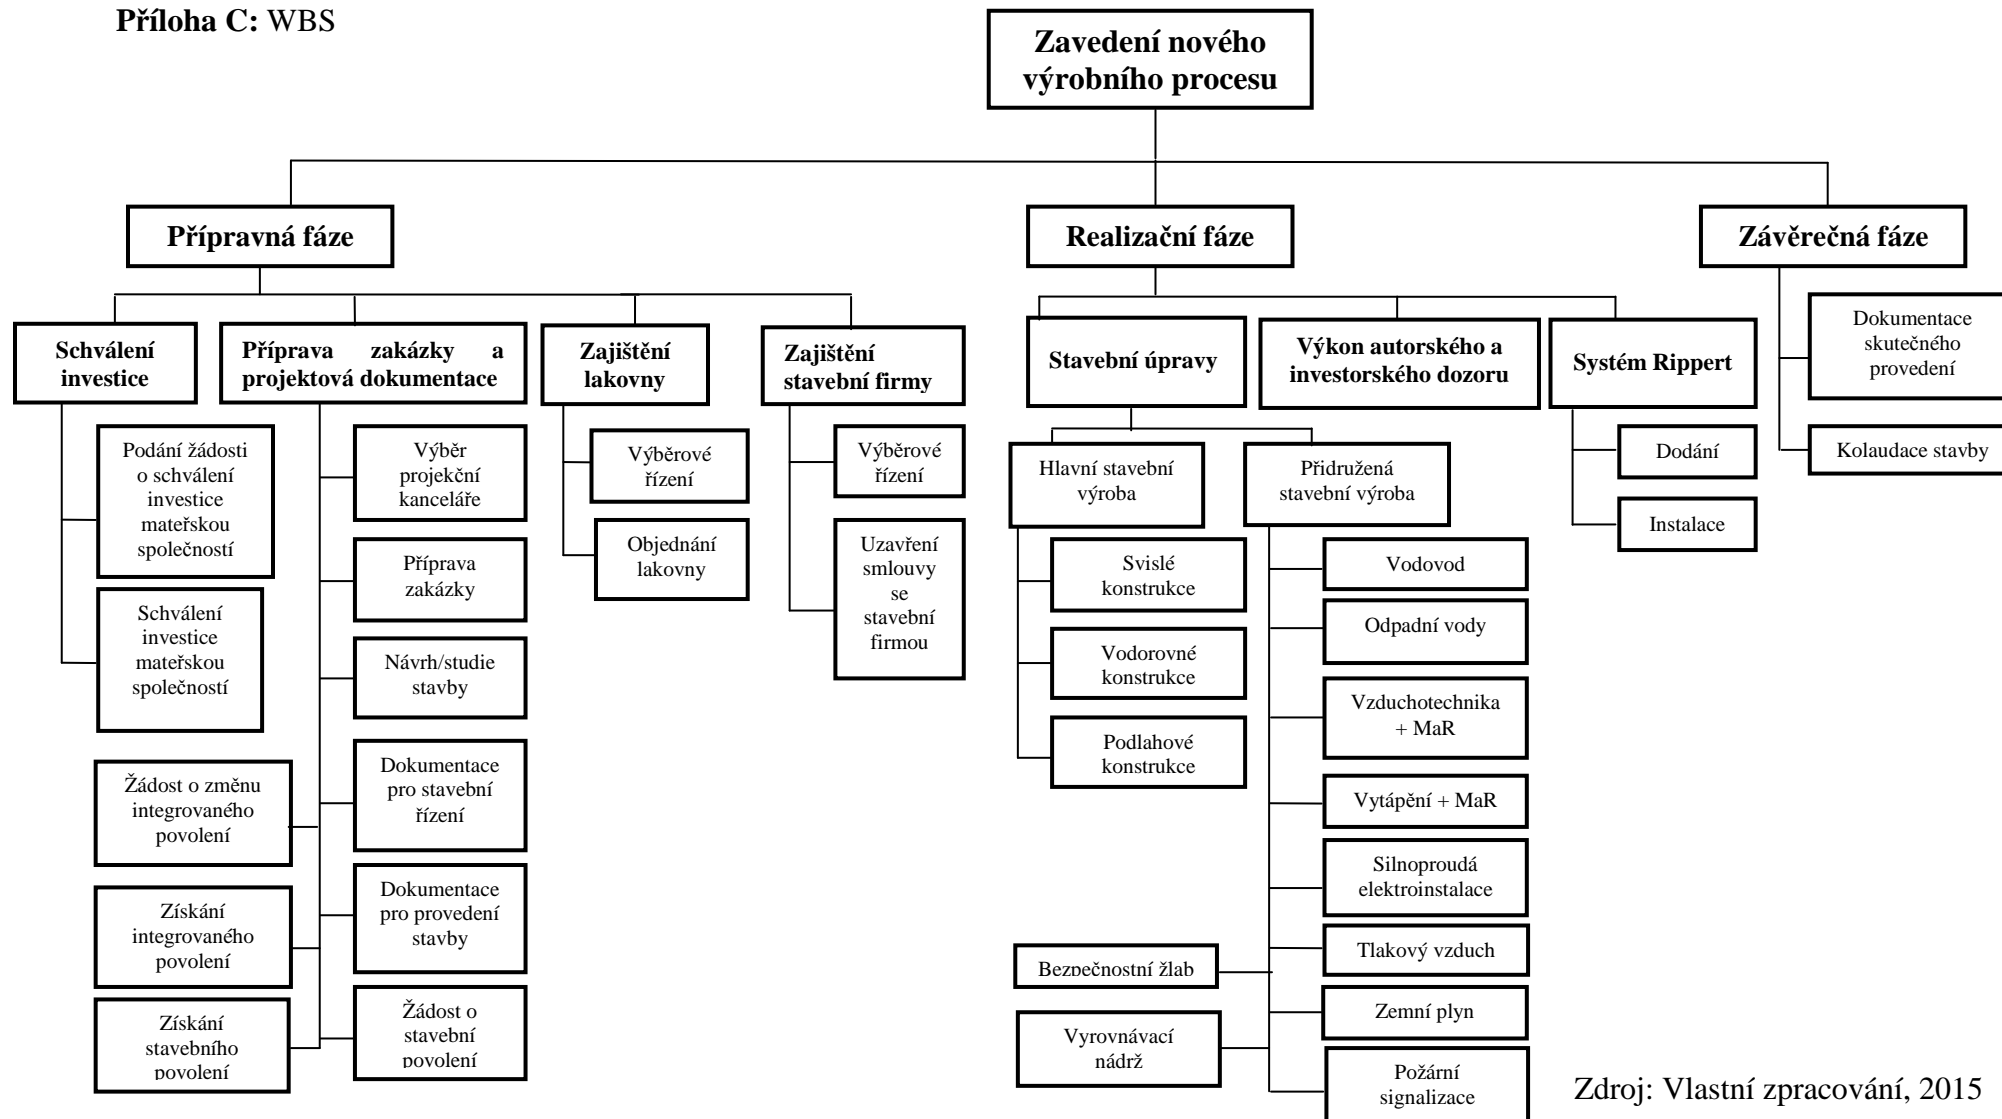 Příloha C: WBS
Zavedení nového
výrobního procesu
Přípravná fáze
Realizační fáze
Závěrečná fáze
Schválení
investice
Příprava zakázky a
projektová dokumentace
Zajištění
lakovny
Zajištění
stavební firmy
Stavební úpravy
Výkon autorského a
investorského dozoru
Systém Rippert
Dokumentace
skutečného
provedení
Kolaudace stavby
Podání žádosti
o schválení
investice
mateřskou
společností
Schválení
investice
mateřskou
společností
Výběr
projekční
kanceláře
Příprava
zakázky
Návrh/studie
stavby
Dokumentace
pro stavební
řízení
Dokumentace
pro provedení
stavby
Žádost o
stavební
povolení
Žádost o změnu
integrovaného
povolení
Získání
integrovaného
povolení
Získání
stavebního
povolení
Výběrové
řízení
Objednání
lakovny
Výběrové
řízení
Uzavření
smlouvy
se
stavební
firmou
Hlavní stavební
výroba
Přidružená
stavební výroba
Dodání
Instalace
Svislé
konstrukce
Vodorovné
konstrukce
Podlahové
konstrukce
Vodovod
Odpadní vody
Vzduchotechnika
+ MaR
Vytápění + MaR
Silnoproudá
elektroinstalace
Tlakový vzduch
Zemní plyn
Požární
signalizace
Bezpečnostní žlab
Vyrovnávací
nádrž
Zdroj: Vlastní zpracování, 2015